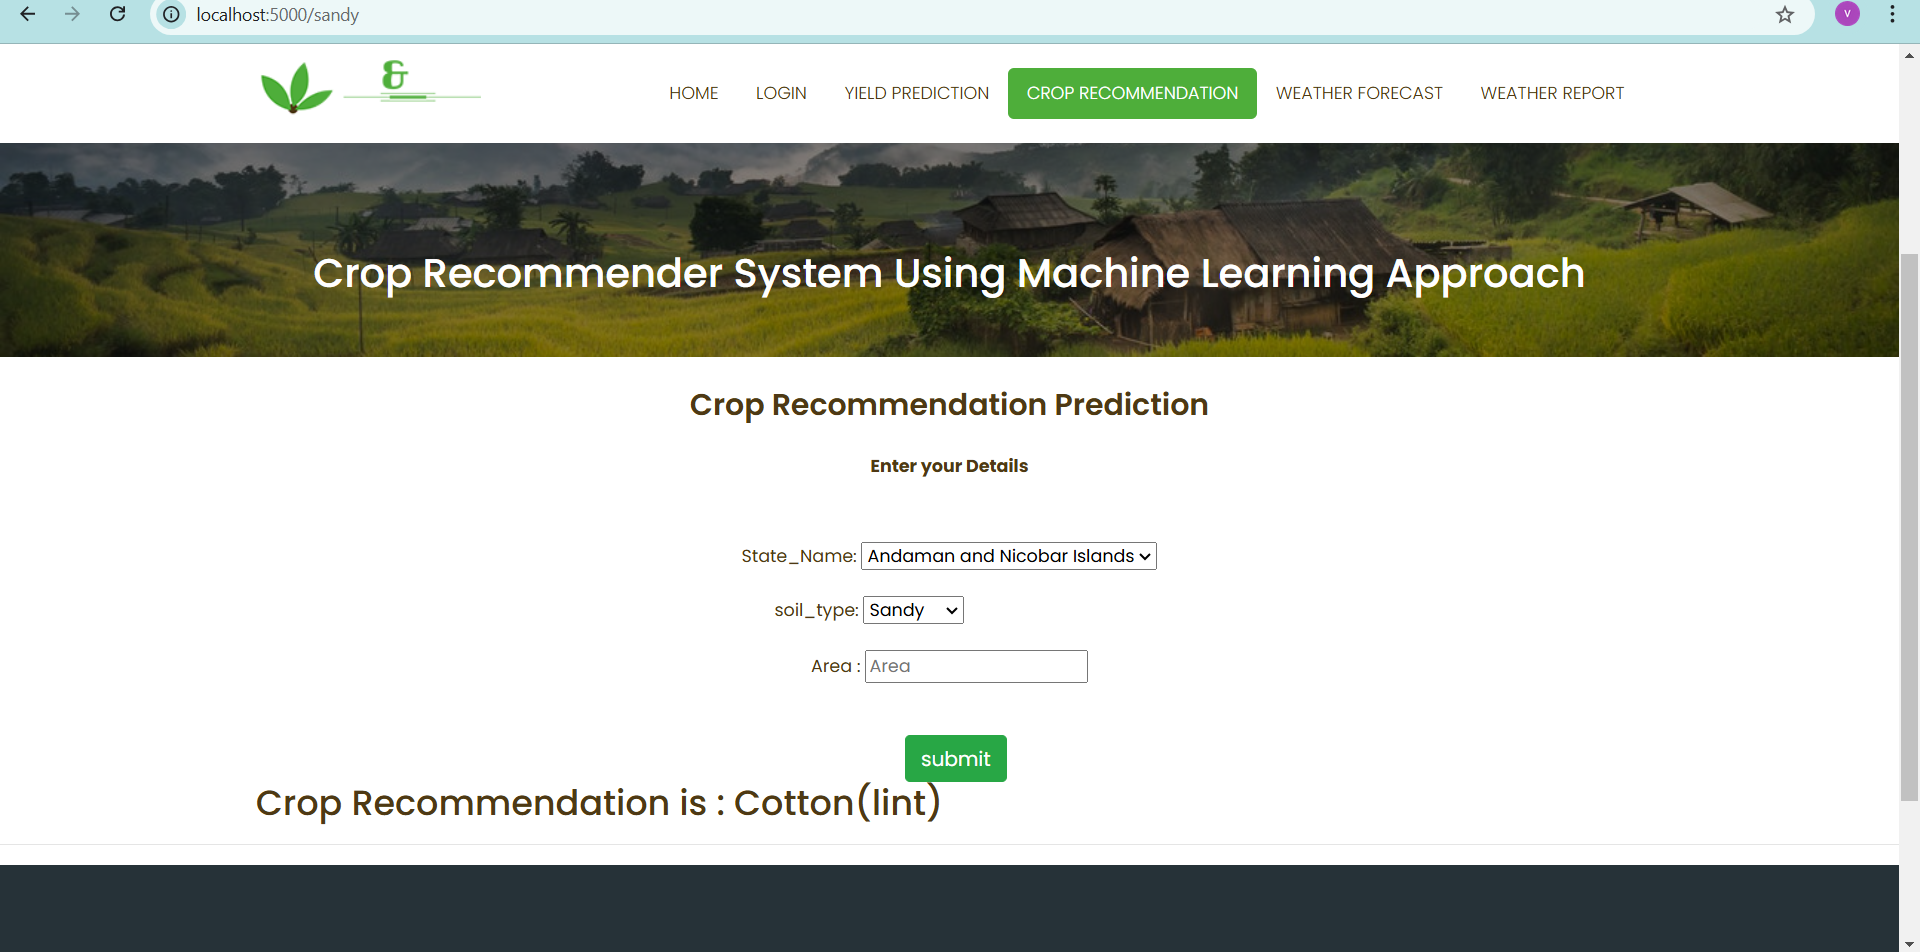 localhost:5000/sandy
V
&
HOME LOGIN YIELD PREDICTION CROP RECOMMENDATION WEATHER FORECAST WEATHER REPORT
Crop Recommender System Using Machine Learning Approach
Crop Recommendation Prediction
Enter your Details
State_Name: Andaman and Nicobar Islands
soil_type: Sandy
Area : Area
submit
Crop Recommendation is : Cotton(lint)